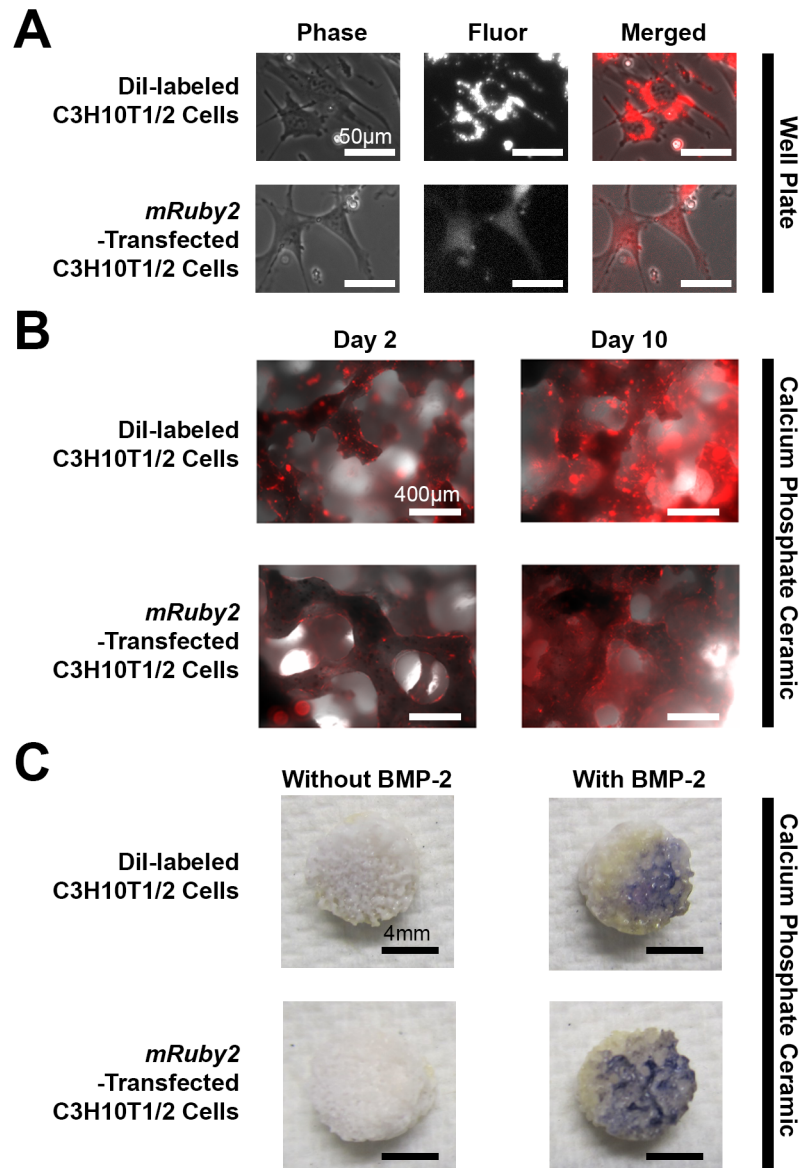 A
Phase
Fluor
Merged
DiI-labeled
C3H10T1/2 Cells
50µm
mRuby2
-Transfected
C3H10T1/2 Cells
Well Plate
B
Day 2
Day 10
DiI-labeled
C3H10T1/2 Cells
400µm
mRuby2
-Transfected
C3H10T1/2 Cells
Calcium Phosphate Ceramic
C
Without BMP-2
With BMP-2
DiI-labeled
C3H10T1/2 Cells
4mm
mRuby2
-Transfected
C3H10T1/2 Cells
Calcium Phosphate Ceramic